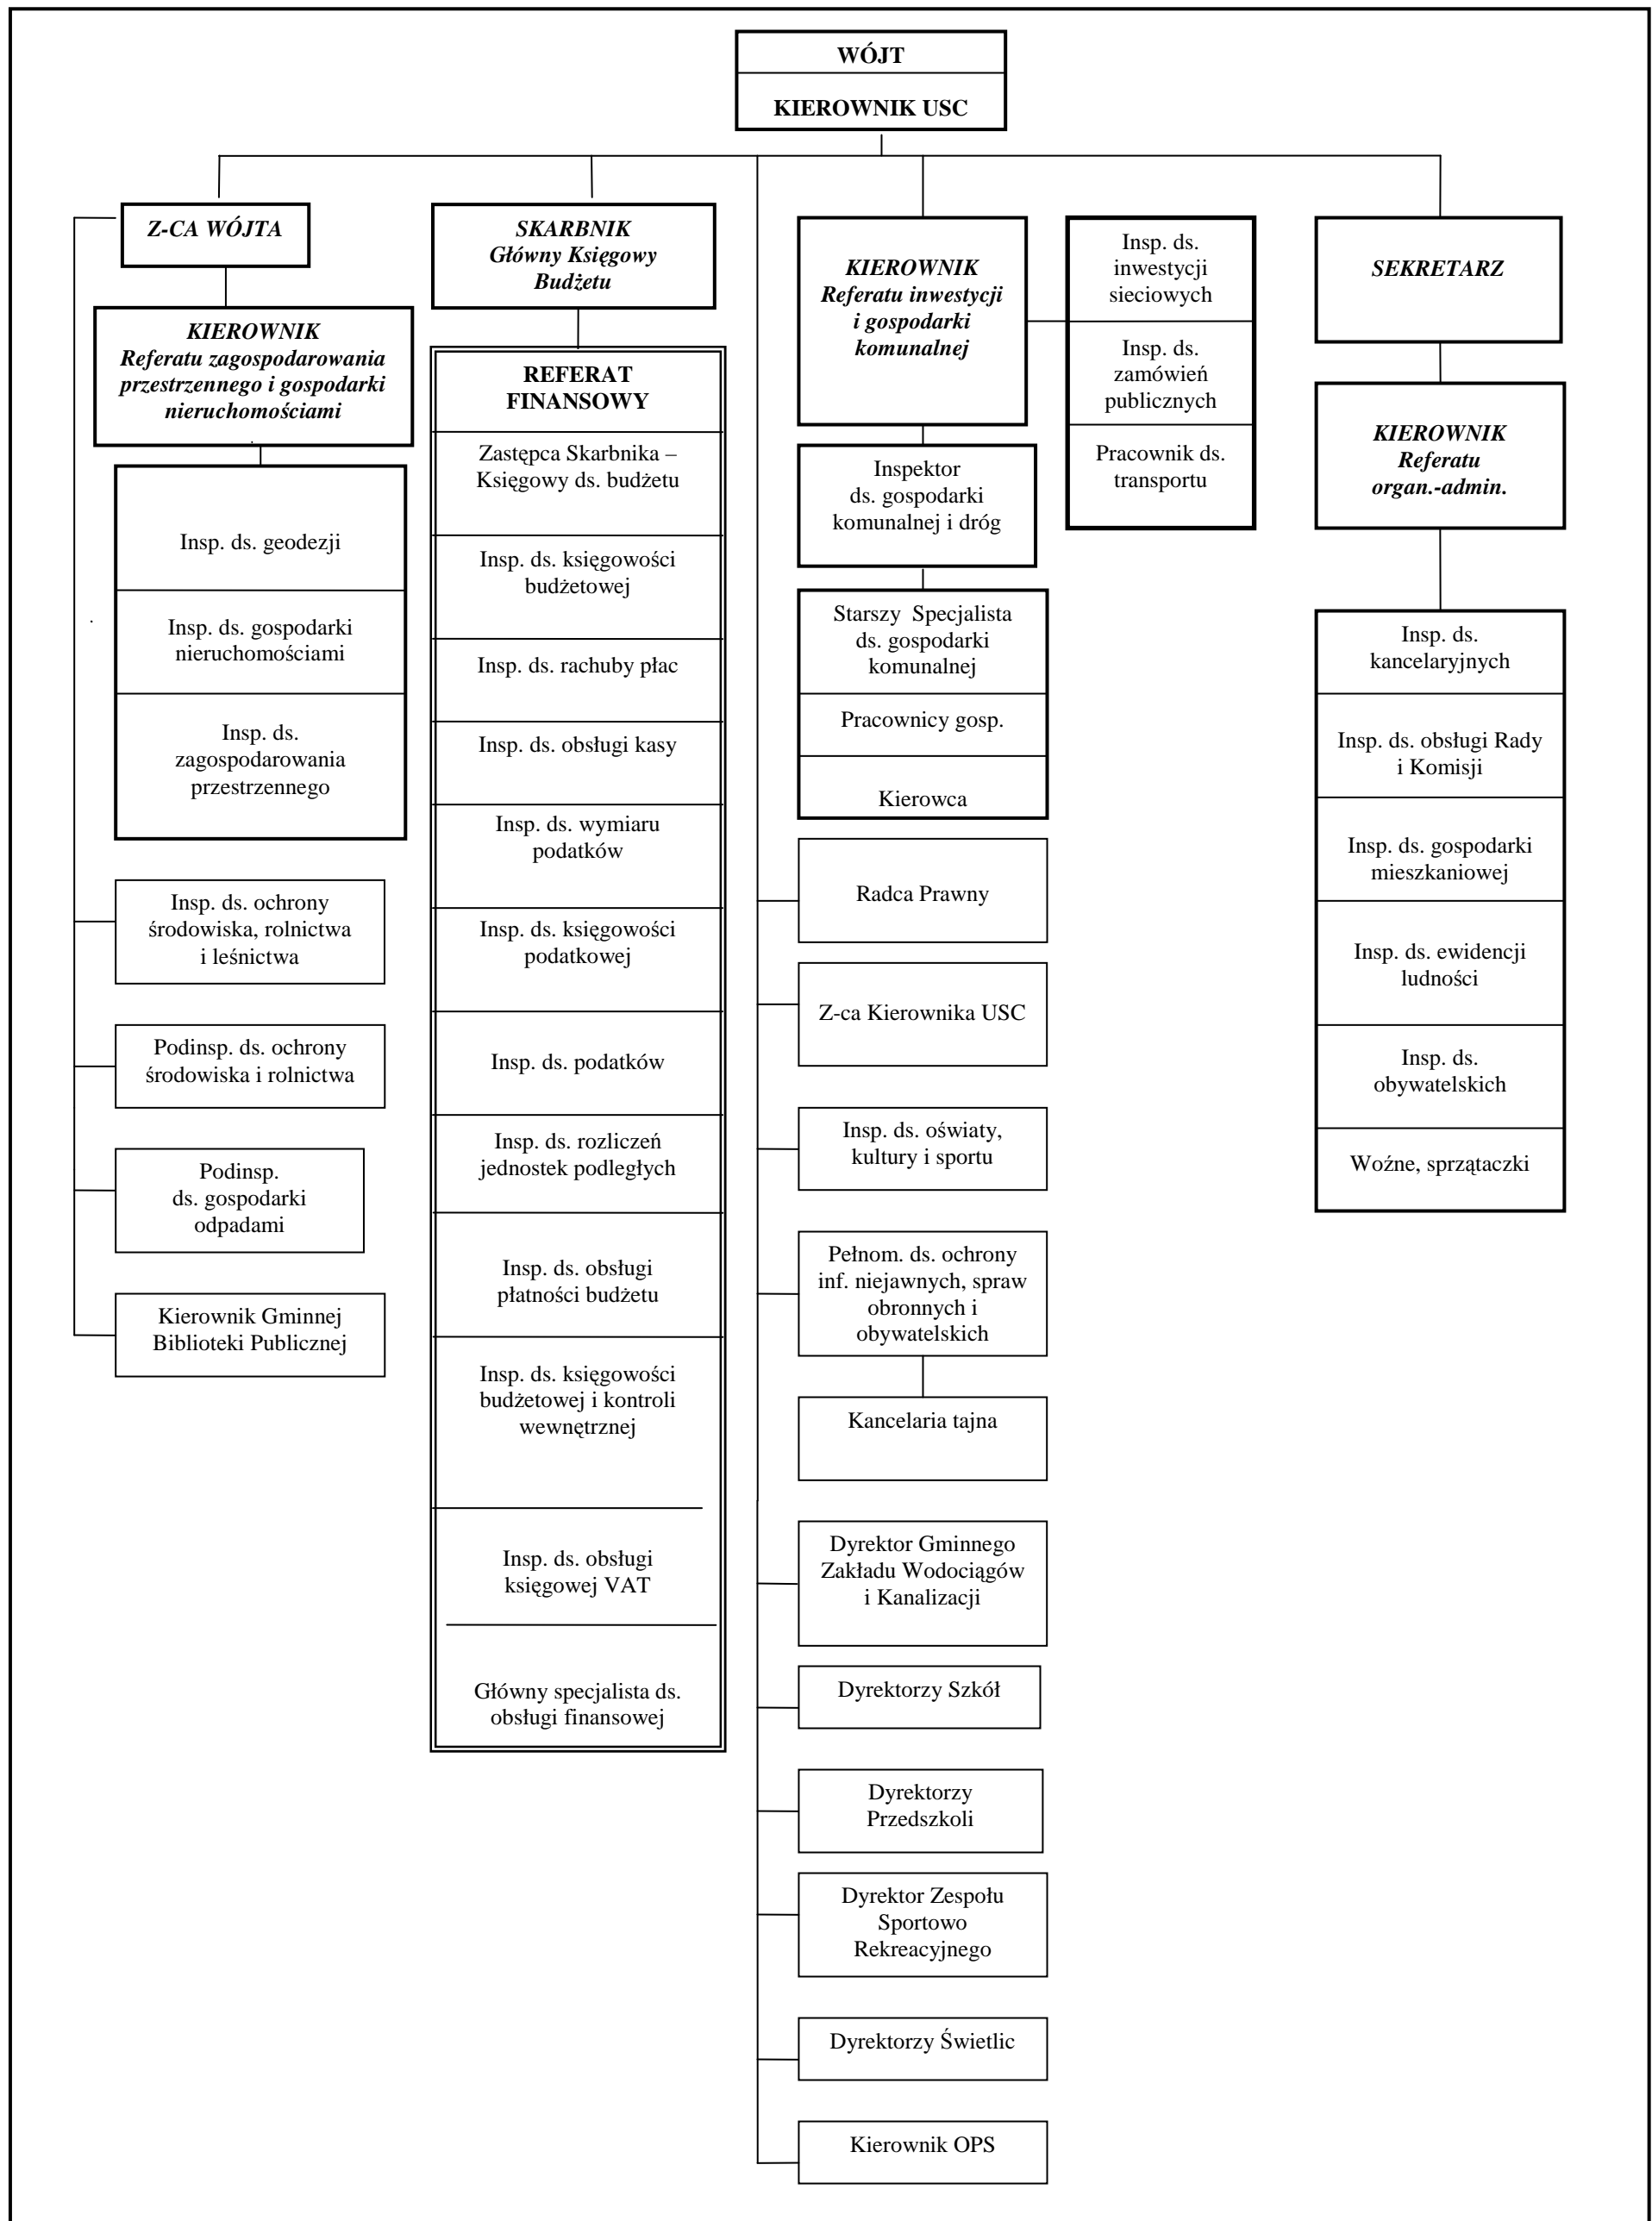 WÓJT
KIEROWNIK USC
Z-CA WÓJTA
KIEROWNIK
Referatu zagospodarowania
przestrzennego i gospodarki
nieruchomościami
Insp. ds. geodezji
Insp. ds. gospodarki
nieruchomościami
Insp. ds.
zagospodarowania
przestrzennego
Insp. ds. ochrony
środowiska, rolnictwa
i leśnictwa
Podinsp. ds. ochrony
środowiska i rolnictwa
Podinsp.
ds. gospodarki
odpadami
Kierownik Gminnej
Biblioteki Publicznej
SKARBNIK
Główny Księgowy
Budżetu
REFERAT
FINANSOWY
Zastępca Skarbnika –
Księgowy ds. budżetu
Insp. ds. księgowości
budżetowej
Insp. ds. rachuby płac
Insp. ds. obsługi kasy
Insp. ds. wymiaru
podatków
Insp. ds. księgowości
podatkowej
Insp. ds. podatków
Insp. ds. rozliczeń
jednostek podległych
Insp. ds. obsługi
płatności budżetu
Insp. ds. księgowości
budżetowej i kontroli
wewnętrznej
Insp. ds. obsługi
księgowej VAT
Główny specjalista ds.
obsługi finansowej
KIEROWNIK
Referatu inwestycji
i gospodarki
komunalnej
Insp. ds.
inwestycji
sieciowych
Insp. ds.
zamówień
publicznych
Pracownik ds.
transportu
Inspektor
ds. gospodarki
komunalnej i dróg
Starszy Specjalista
ds. gospodarki
komunalnej
Pracownicy gosp.
Kierowca
Radca Prawny
Z-ca Kierownika USC
Insp. ds. oświaty,
kultury i sportu
Pełnom. ds. ochrony
inf. niejawnych, spraw
obronnych i
obywatelskich
Kancelaria tajna
Dyrektor Gminnego
Zakładu Wodociągów
i Kanalizacji
Dyrektorzy Szkół
Dyrektorzy
Przedszkoli
Dyrektor Zespołu
Sportowo
Rekreacyjnego
Dyrektorzy Świetlic
Kierownik OPS
SEKRETARZ
KIEROWNIK
Referatu
organ.-admin.
Insp. ds.
kancelaryjnych
Insp. ds. obsługi Rady
i Komisji
Insp. ds. gospodarki
mieszkaniowej
Insp. ds. ewidencji
ludności
Insp. ds.
obywatelskich
Woźne, sprzątaczki